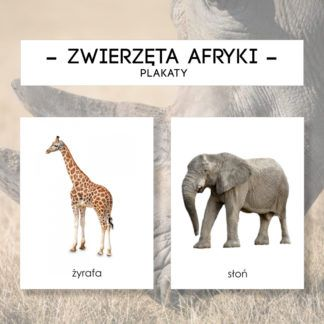 - ZWIERZĘTA AFRYKI -
PLAKATY
żyrafa
słoń